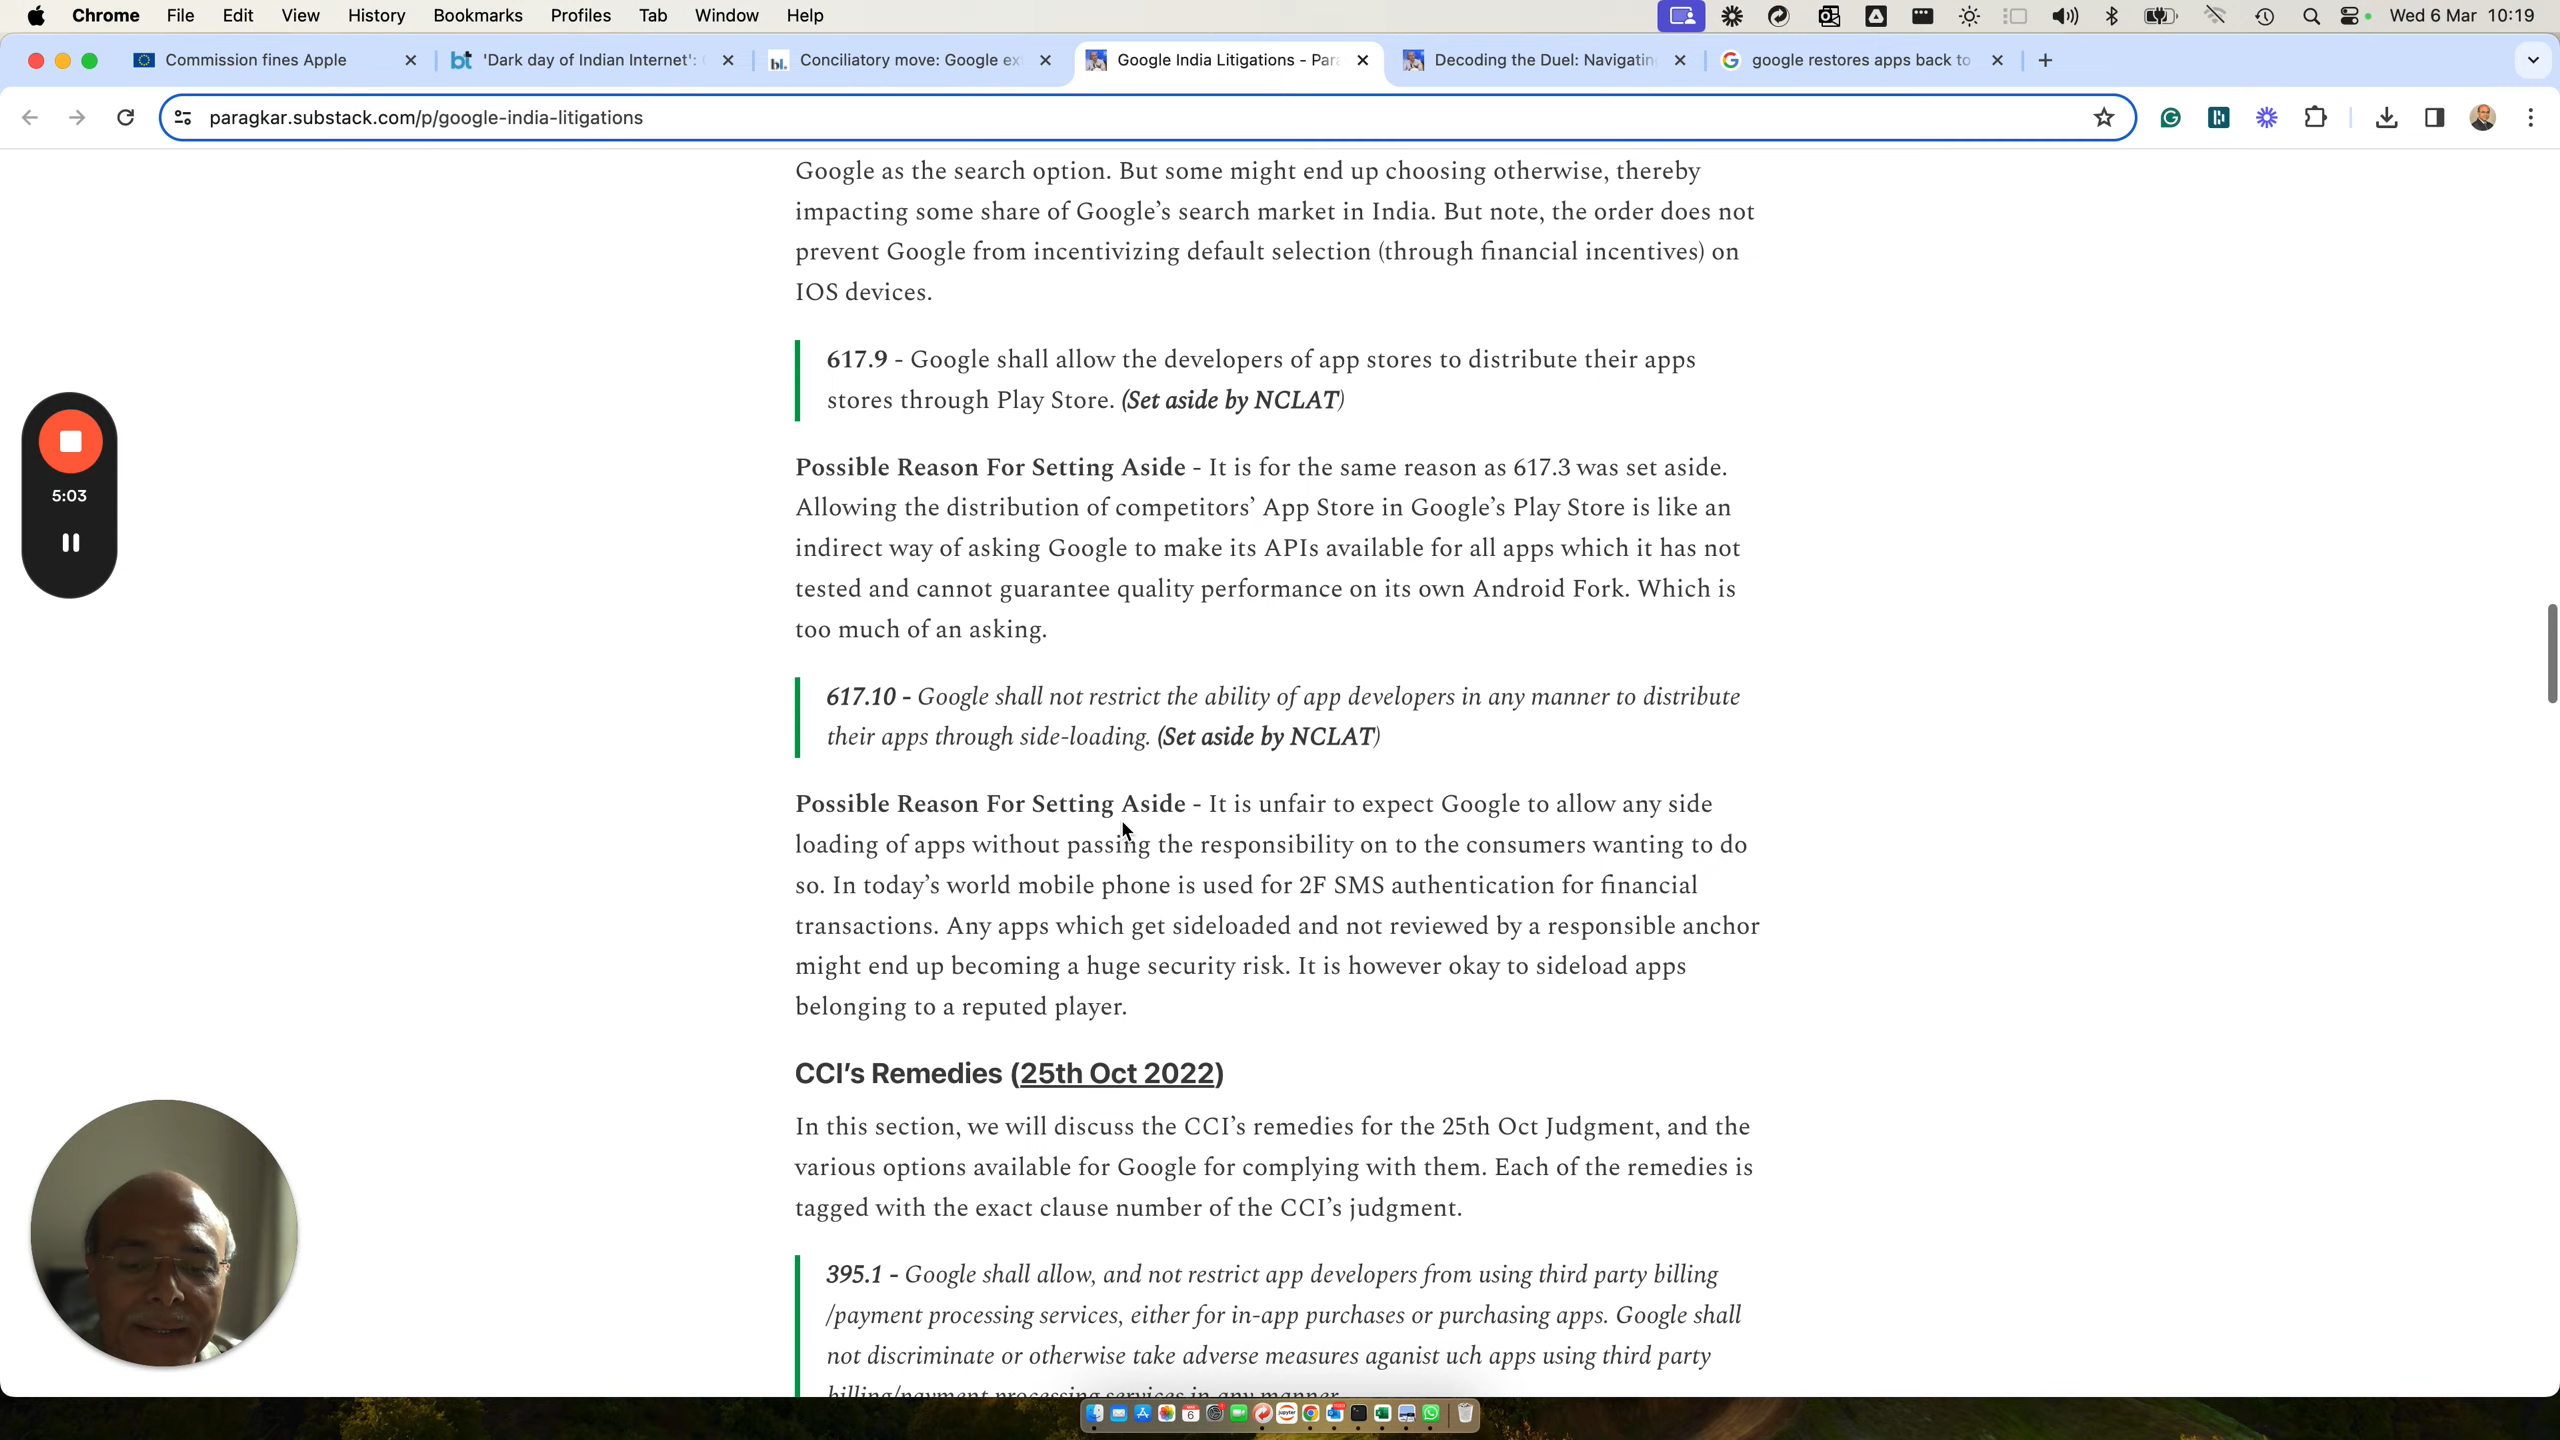 Chrome File Edit View History Bookmarks Profiles Tab Window Help Wed 6 Mar 10:19
Commission fines Apple 'Dark day of Indian Internet': Conciliatory move: Google ex Google India Litigations - Par Decoding the Duel: Navigatin google restores apps back to
paragkar.substack.com/p/google-india-litigations
Google as the search option. But some might end up choosing otherwise, thereby
impacting some share of Google's search market in India. But note, the order does not
prevent Google from incentivizing default selection (through financial incentives) on
IOS devices.
617.9 - Google shall allow the developers of app stores to distribute their apps
stores through Play Store. (Set aside by NCLAT)
5:03
Possible Reason For Setting Aside - It is for the same reason as 617.3 was set aside.
Allowing the distribution of competitors' App Store in Google's Play Store is like an
indirect way of asking Google to make its APIs available for all apps which it has not
tested and cannot guarantee quality performance on its own Android Fork. Which is
too much of an asking.
617.10 - Google shall not restrict the ability of app developers in any manner to distribute
their apps through side-loading. (Set aside by NCLAT)
Possible Reason For Setting Aside - It is unfair to expect Google to allow any side
loading of apps without passing the responsibility on to the consumers wanting to do
so. In today's world mobile phone is used for 2F SMS authentication for financial
transactions. Any apps which get sideloaded and not reviewed by a responsible anchor
might end up becoming a huge security risk. It is however okay to sideload apps
belonging to a reputed player.
CCI's Remedies (25th Oct 2022)
In this section, we will discuss the CCI's remedies for the 25th Oct Judgment, and the
various options available for Google for complying with them. Each of the remedies is
tagged with the exact clause number of the CCI's judgment.
395.1 - Google shall allow, and not restrict app developers from using third party billing
/payment processing services, either for in-app purchases or purchasing apps. Google shall
not discriminate or otherwise take adverse measures aganist uch apps using third party
billing/payment processing services in any manner